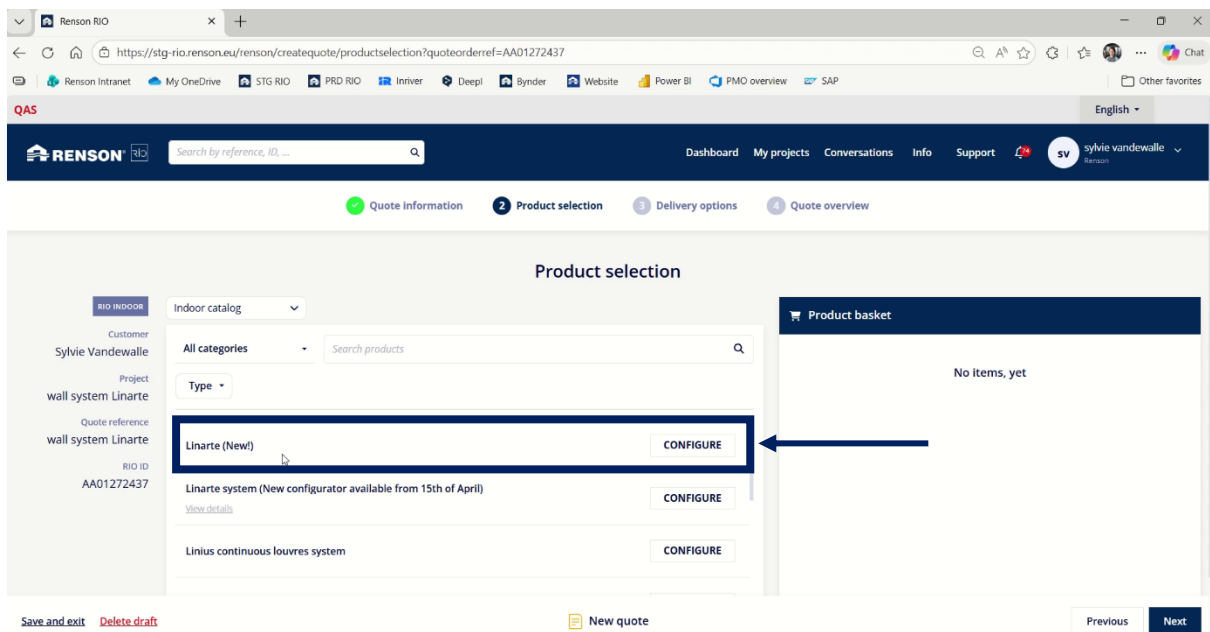 Renson RIO
https://stg-rio.renson.eu/renson/createquote/productselection?quoteorderref=AA01272437
Chat
Renson Intranet My OneDrive STG RIO PRD RIO Inriver Deepl Bynder Website Power BI PMO overview SAP Other favorites
QAS English
RENSON RIO Search by reference, ID, ... Dashboard My projects Conversations Info Support 74 SV sylvie vandewalle
Renson
Quote information 2 Product selection 3 Delivery options 4 Quote overview
Product selection
RIO INDOOR
Customer
Sylvie Vandewalle
Project
wall system Linarte
Quote reference
wall system Linarte
RIO ID
AA01272437
Indoor catalog
All categories Search products
Type
Linarte (New!) CONFIGURE
Linarte system (New configurator available from 15th of April) CONFIGURE
View details
Linius continuous louvres system CONFIGURE
Product basket
No items, yet
Save and exit Delete draft New quote Previous Next